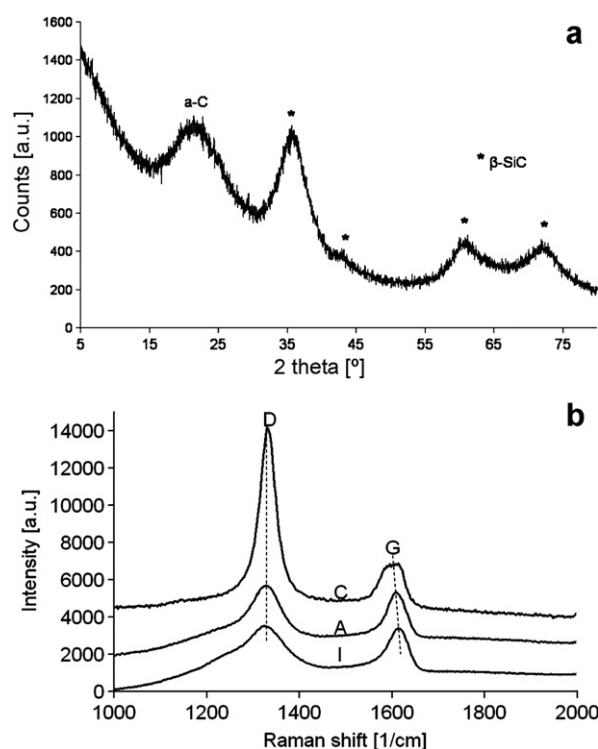 a
1600
1400
1200
1000
800
600
400
200
0
Counts [a.u.]
a-C
*
*
*
*
* β-SiC
5 15 25 35 45 55 65 75
2 theta [º]
b
14000
12000
10000
8000
6000
4000
2000
0
Intensity [a.u.]
D
G
C
A
I
1000 1200 1400 1600 1800 2000
Raman shift [1/cm]